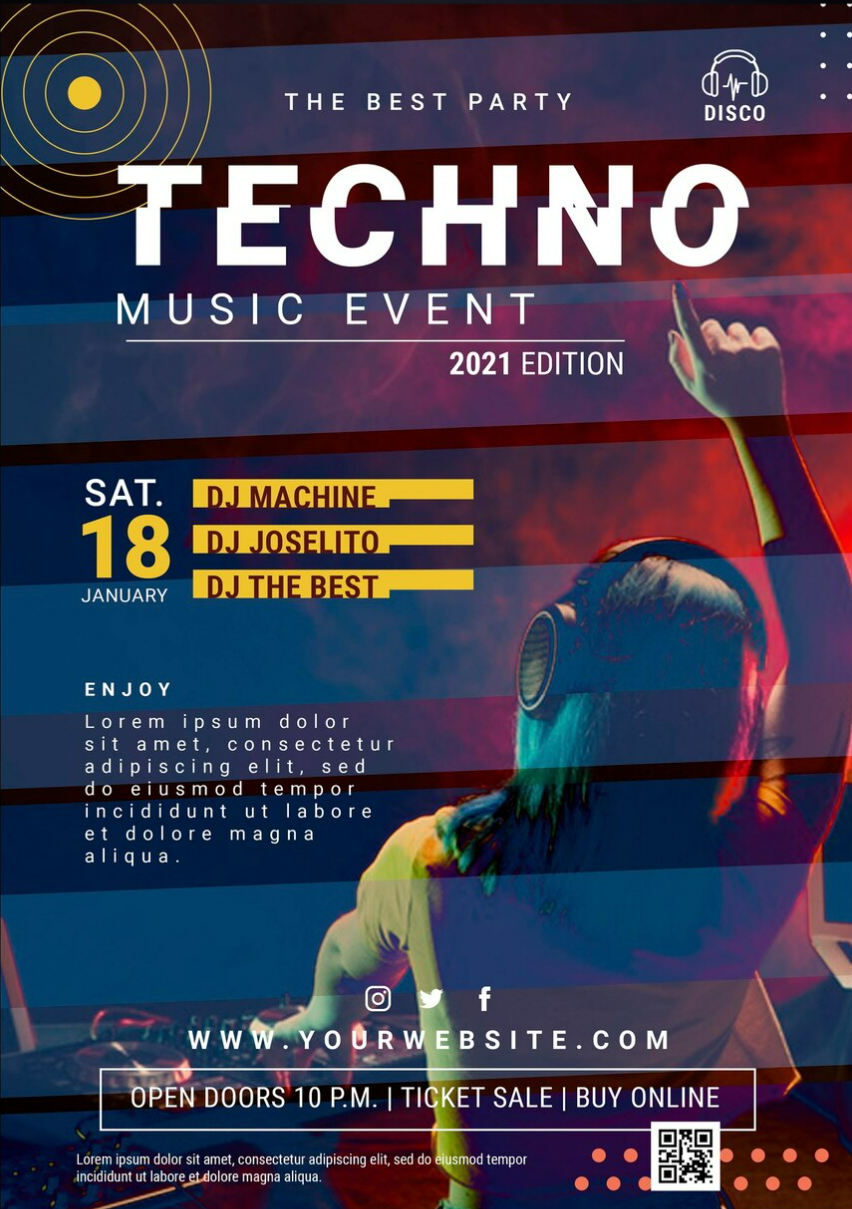 THE BEST PARTY
DISCO
TECHNO
MUSIC EVENT
2021 EDITION
SAT.
18
JANUARY
DJ MACHINE
DJ JOSELITO
DJ THE BEST
ENJOY
Lorem ipsum dolor
sit amet, consectetur
adipiscing elit, sed
do eiusmod tempor
incididunt ut labore
et dolore magna
aliqua.
WWW.YOURWEBSITE.COM
OPEN DOORS 10 P.M. | TICKET SALE | BUY ONLINE
Lorem ipsum dolor sit amet, consectetur adipiscing elit, sed do eiusmod tempor
incididunt ut labore et dolore magna aliqua.